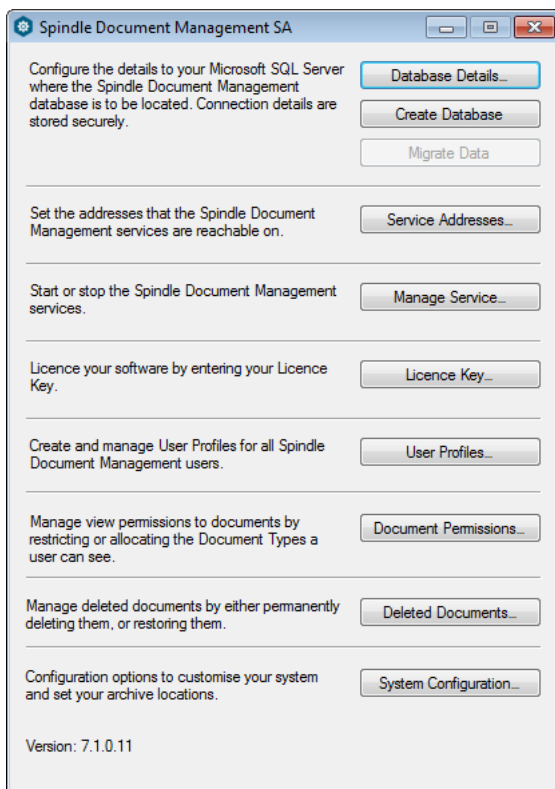 Spindle Document Management SA
Configure the details to your Microsoft SQL Server
where the Spindle Document Management
database is to be located. Connection details are
stored securely.
Database Details...
Create Database
Migrate Data
Set the addresses that the Spindle Document
Management services are reachable on.
Service Addresses...
Start or stop the Spindle Document Management
services.
Manage Service...
Licence your software by entering your Licence
Key.
Licence Key...
Create and manage User Profiles for all Spindle
Document Management users.
User Profiles...
Manage view permissions to documents by
restricting or allocating the Document Types a
user can see.
Document Permissions...
Manage deleted documents by either permanently
deleting them, or restoring them.
Deleted Documents...
Configuration options to customise your system
and set your archive locations.
System Configuration...
Version: 7.1.0.11